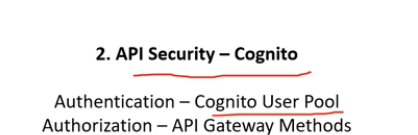 2. API Security – Cognito
Authentication – Cognito User Pool
Authorization – API Gateway Methods